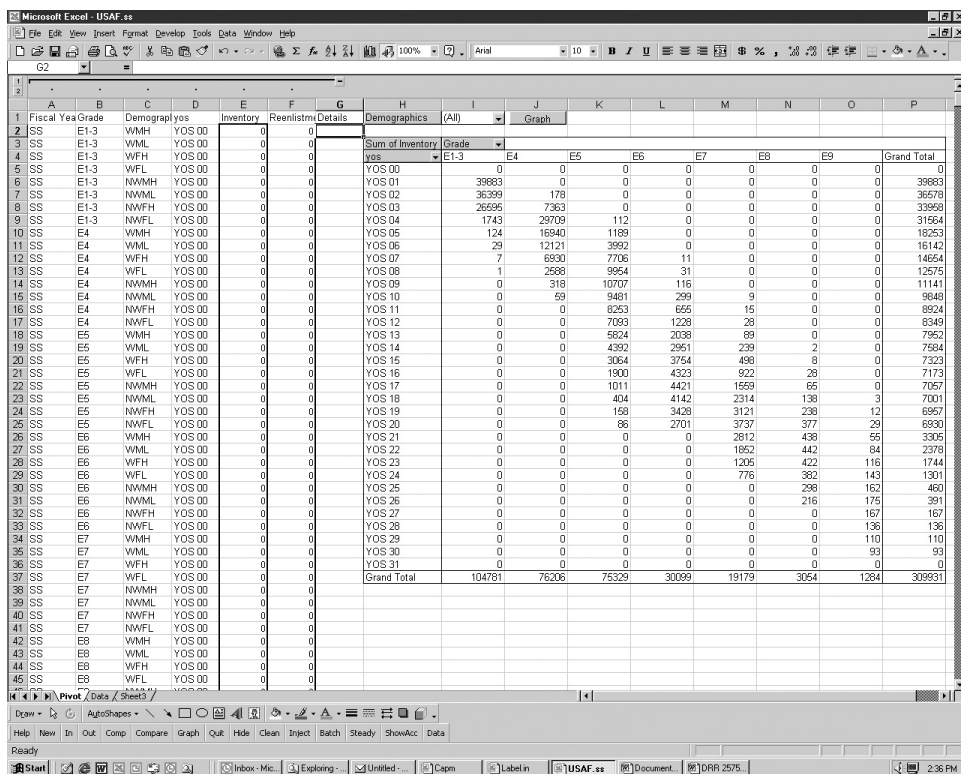 Microsoft Excel - USAF.ss
File Edit View Insert Format Develop Tools Data Window Help
100% Arial 10 B I U $ % ,
G2 =
1
2
A B C D E F G H I J K L M N O P
1 Fiscal Yea Grade Demograpl yos Inventory Reenlistme Details Demographics (All) Graph
2 SS E1-3 WMH YOS 00 0 0
3 SS E1-3 WML YOS 00 0 0 Sum of Inventory Grade
4 SS E1-3 WFH YOS 00 0 0 yos E1-3 E4 E5 E6 E7 E8 E9 Grand Total
5 SS E1-3 WFL YOS 00 0 0 YOS 00 0 0 0 0 0 0 0 0
6 SS E1-3 NWMH YOS 00 0 0 YOS 01 39883 0 0 0 0 0 0 39883
7 SS E1-3 NWML YOS 00 0 0 YOS 02 36399 178 0 0 0 0 0 36578
8 SS E1-3 NWFH YOS 00 0 0 YOS 03 26595 7363 0 0 0 0 0 33958
9 SS E1-3 NWFL YOS 00 0 0 YOS 04 1743 29709 112 0 0 0 0 31564
10 SS E4 WMH YOS 00 0 0 YOS 05 124 16940 1189 0 0 0 0 18253
11 SS E4 WML YOS 00 0 0 YOS 06 29 12121 3992 0 0 0 0 16142
12 SS E4 WFH YOS 00 0 0 YOS 07 7 6930 7706 11 0 0 0 14654
13 SS E4 WFL YOS 00 0 0 YOS 08 1 2588 9954 31 0 0 0 12575
14 SS E4 NWMH YOS 00 0 0 YOS 09 0 318 10707 116 0 0 0 11141
15 SS E4 NWML YOS 00 0 0 YOS 10 0 59 9481 299 9 0 0 9848
16 SS E4 NWFH YOS 00 0 0 YOS 11 0 0 8253 655 15 0 0 8924
17 SS E4 NWFL YOS 00 0 0 YOS 12 0 0 7093 1228 28 0 0 8349
18 SS E5 WMH YOS 00 0 0 YOS 13 0 0 5824 2038 89 0 0 7952
19 SS E5 WML YOS 00 0 0 YOS 14 0 0 4392 2951 239 2 0 7584
20 SS E5 WFH YOS 00 0 0 YOS 15 0 0 3064 3754 498 8 0 7323
21 SS E5 WFL YOS 00 0 0 YOS 16 0 0 1900 4323 922 28 0 7173
22 SS E5 NWMH YOS 00 0 0 YOS 17 0 0 1011 4421 1559 65 0 7057
23 SS E5 NWML YOS 00 0 0 YOS 18 0 0 404 4142 2314 138 3 7001
24 SS E5 NWFH YOS 00 0 0 YOS 19 0 0 158 3428 3121 238 12 6957
25 SS E5 NWFL YOS 00 0 0 YOS 20 0 0 86 2701 3737 377 29 6930
26 SS E6 WMH YOS 00 0 0 YOS 21 0 0 0 0 2812 438 55 3305
27 SS E6 WML YOS 00 0 0 YOS 22 0 0 0 0 1852 442 84 2378
28 SS E6 WFH YOS 00 0 0 YOS 23 0 0 0 0 1205 422 116 1744
29 SS E6 WFL YOS 00 0 0 YOS 24 0 0 0 0 776 382 143 1301
30 SS E6 NWMH YOS 00 0 0 YOS 25 0 0 0 0 0 298 162 460
31 SS E6 NWML YOS 00 0 0 YOS 26 0 0 0 0 0 216 175 391
32 SS E6 NWFH YOS 00 0 0 YOS 27 0 0 0 0 0 0 167 167
33 SS E6 NWFL YOS 00 0 0 YOS 28 0 0 0 0 0 0 136 136
34 SS E7 WMH YOS 00 0 0 YOS 29 0 0 0 0 0 0 110 110
35 SS E7 WML YOS 00 0 0 YOS 30 0 0 0 0 0 0 93 93
36 SS E7 WFH YOS 00 0 0 YOS 31 0 0 0 0 0 0 0 0
37 SS E7 WFL YOS 00 0 0 Grand Total 104781 76206 75329 30099 19179 3054 1284 309931
38 SS E7 NWMH YOS 00 0 0
39 SS E7 NWML YOS 00 0 0
40 SS E7 NWFH YOS 00 0 0
41 SS E7 NWFL YOS 00 0 0
42 SS E8 WMH YOS 00 0 0
43 SS E8 WML YOS 00 0 0
44 SS E8 WFH YOS 00 0 0
45 SS E8 WFL YOS 00 0 0
Pivot Data Sheet3
Draw AutoShapes
Help New In Out Comp Compare Graph Quit Hide Clean Inject Batch Steady ShowAcc Data
Ready
Start Inbox - Mic... Exploring - ... Untitled - ... Capm Label.in USAF.ss Document... DRR 2575... 2:36 PM